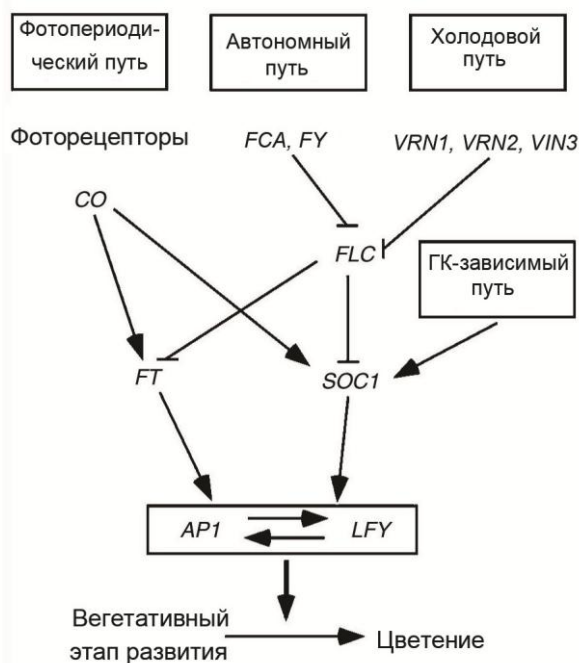 Фотопериоди-
ческий путь
Автономный
путь
Холодовой
путь
Фоторецепторы
FCA, FY
VRN1, VRN2, VIN3
CO
FLC
ГК-зависимый
путь
FT
SOC1
AP1
LFY
Вегетативный
этап развития
Цветение